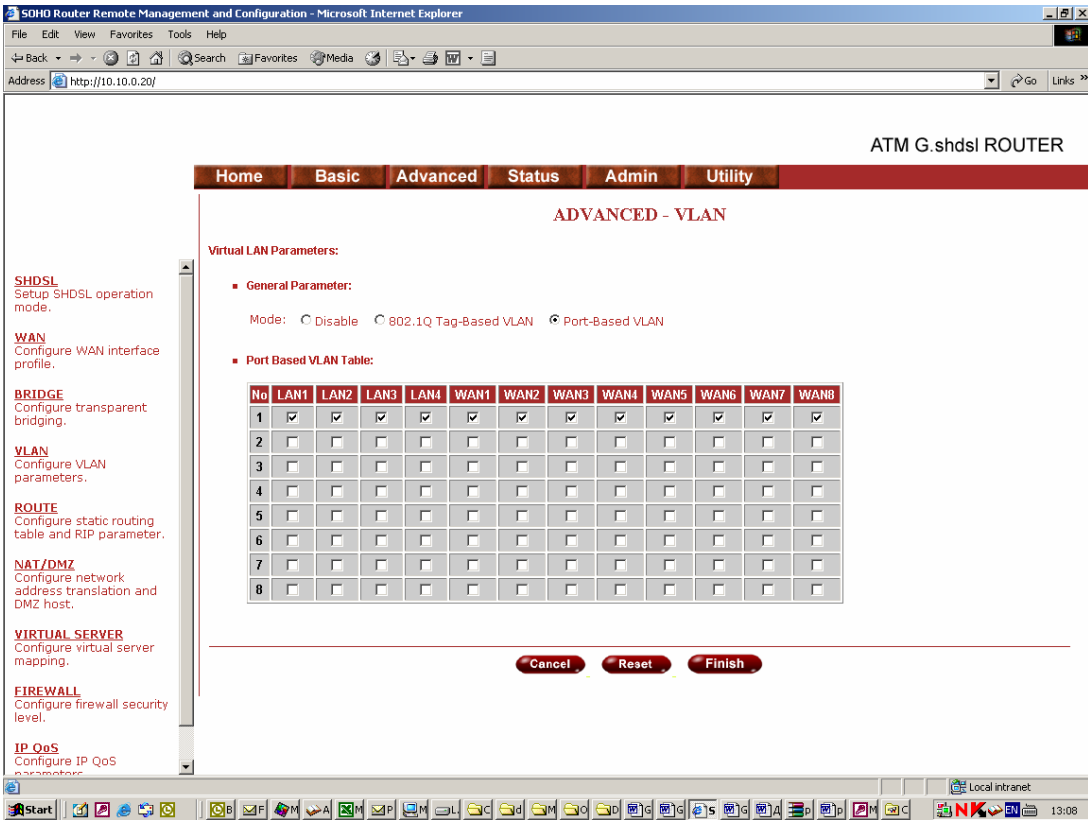 SOHO Router Remote Management and Configuration - Microsoft Internet Explorer
File Edit View Favorites Tools Help
Back Search Favorites Media
Address http://10.10.0.20/ Go Links »
ATM G.shdsl ROUTER
Home Basic Advanced Status Admin Utility
ADVANCED - VLAN
Virtual LAN Parameters:
General Parameter:
Mode: Disable 802.1Q Tag-Based VLAN Port-Based VLAN
Port Based VLAN Table:
No LAN1 LAN2 LAN3 LAN4 WAN1 WAN2 WAN3 WAN4 WAN5 WAN6 WAN7 WAN8
1
2
3
4
5
6
7
8
Cancel Reset Finish
SHDSL
Setup SHDSL operation
mode.
WAN
Configure WAN interface
profile.
BRIDGE
Configure transparent
bridging.
VLAN
Configure VLAN
parameters.
ROUTE
Configure static routing
table and RIP parameter.
NAT/DMZ
Configure network
address translation and
DMZ host.
VIRTUAL SERVER
Configure virtual server
mapping.
FIREWALL
Configure firewall security
level.
IP QoS
Configure IP QoS
parameters.
Local intranet
Start B F M A M P M L C d M O D G G s G Д p p M C EN 13:08